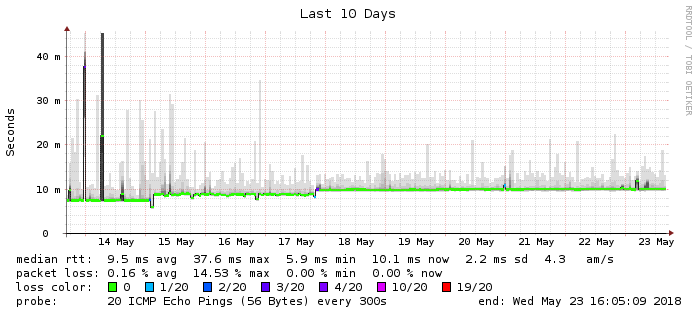 Last 10 Days
RRDTOOL / TOBI OETIKER
Seconds
40 m
30 m
20 m
10 m
0
14 May 15 May 16 May 17 May 18 May 19 May 20 May 21 May 22 May 23 May
median rtt: 9.5 ms avg 37.6 ms max 5.9 ms min 10.1 ms now 2.2 ms sd 4.3 am/s
packet loss: 0.16 % avg 14.53 % max 0.00 % min 0.00 % now
loss color: 0 1/20 2/20 3/20 4/20 10/20 19/20
probe: 20 ICMP Echo Pings (56 Bytes) every 300s end: Wed May 23 16:05:09 2018